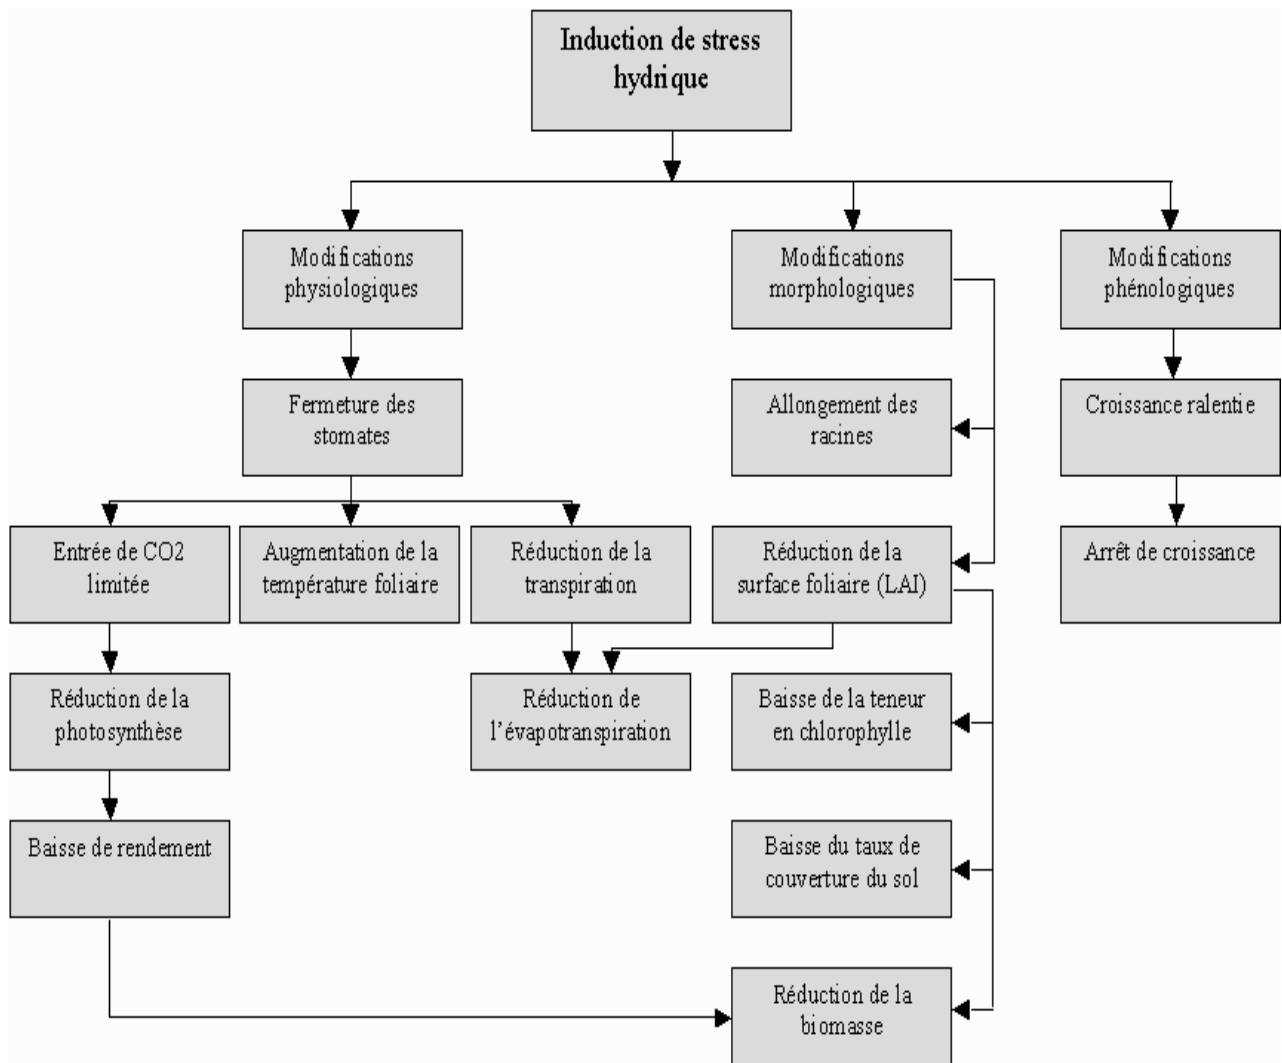 Induction de stress
hydrique
Modifications
physiologiques
Modifications
morphologiques
Modifications
phénologiques
Fermeture des
stomates
Allongement des
racines
Croissance ralentie
Entrée de CO2
limitée
Augmentation de la
température foliaire
Réduction de la
transpiration
Réduction de la
surface foliaire (LAI)
Arrêt de croissance
Réduction de la
photosynthèse
Réduction de
l’évapotranspiration
Baisse de la teneur
en chlorophylle
Baisse de rendement
Baisse du taux de
couverture du sol
Réduction de la
biomasse